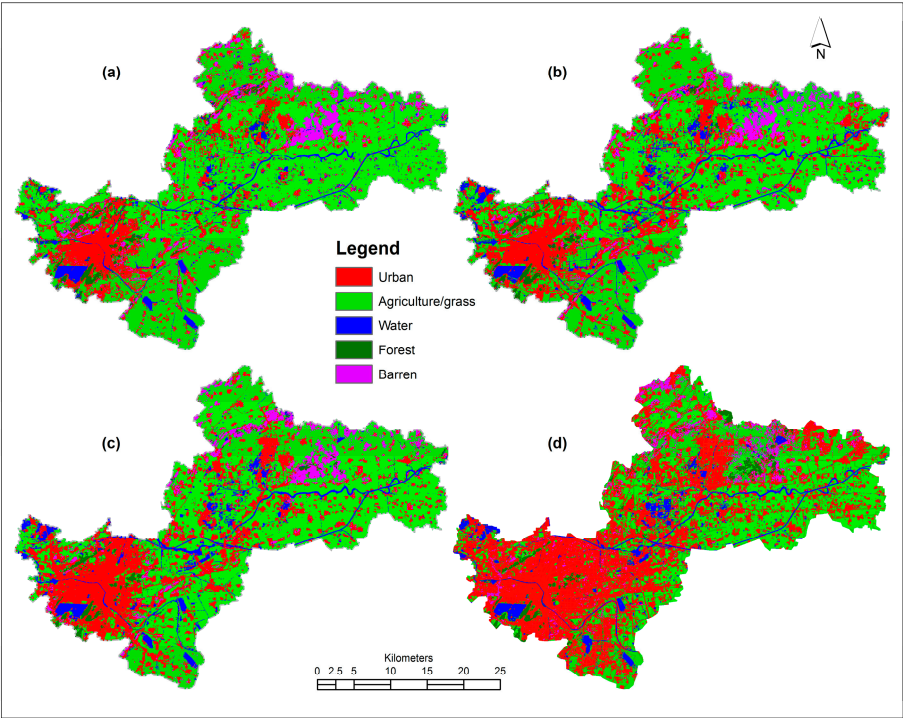 (a)
(b)
N
Legend
Urban
Agriculture/grass
Water
Forest
Barren
(c)
(d)
Kilometers
0 2.5 5 10 15 20 25